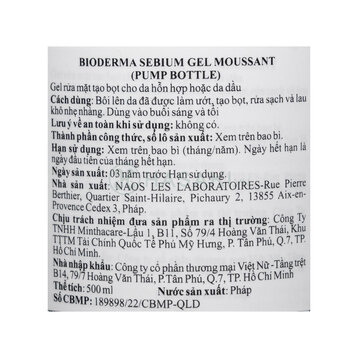 BIODERMA SEBIUM GEL MOUSSANT
(PUMP BOTTLE)
Gel rửa mặt tạo bọt cho da hỗn hợp hoặc da dầu
Cách dùng: Bôi lên da đã được làm ướt, tạo bọt, rửa sạch và lau
khô nhẹ nhàng. Dùng vào buổi sáng và tối
Lưu ý về an toàn khi sử dụng: không có.
Thành phần công thức, số lô sản xuất: Xem trên bao bì.
Hạn sử dụng: Xem trên bao bì (tháng/năm). Ngày hết hạn là
ngày đầu tiên của tháng hết hạn.
Ngày sản xuất: 03 năm trước Hạn sử dụng.
Nhà sản xuất: NAOS LES LABORATOIRES-Rue Pierre
Berthier, Quartier Saint-Hilaire, Pichaury 2, 13855 Aix-en-
Provence Cedex 3, Pháp.
Chịu trách nhiệm đưa sản phẩm ra thị trường: Công Ty
TNHH Minthacare-Lầu 1, B11, Số 79/4 Hoàng Văn Thái, Khu
TTTM Tài Chính Quốc Tế Phú Mỹ Hưng, P. Tân Phú, Q.7, TP.
Hồ Chí Minh.
Nhà nhập khẩu: Công ty cổ phần thương mại Việt Nữ-Tầng trệt
B14, 79/7 Hoàng Văn Thái, P. Tân Phú, Q.7, TP. Hồ Chí Minh
Thể tích: 500 ml Nước sản xuất: Pháp
Số CBMP: 189898/22/CBMP-QLD